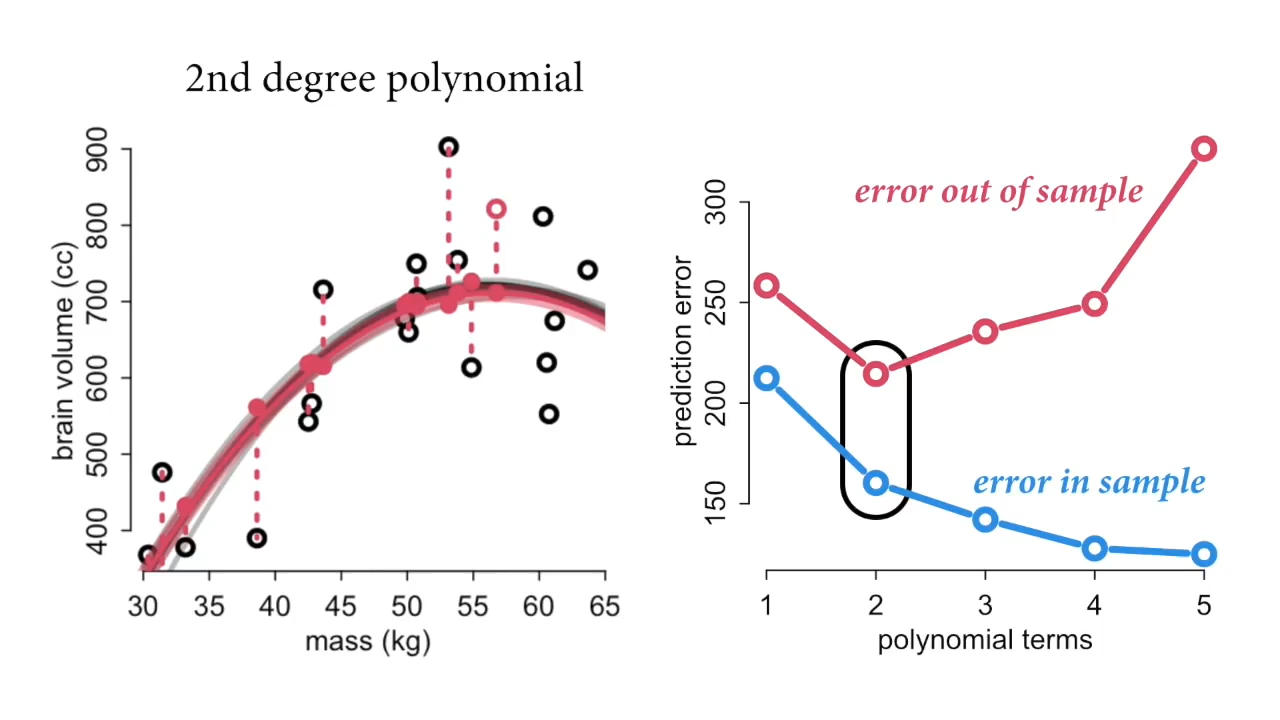 2nd degree polynomial
900
800
700
600
500
400
brain volume (cc)
30 35 40 45 50 55 60 65
mass (kg)
300
250
200
150
prediction error
error out of sample
error in sample
1 2 3 4 5
polynomial terms